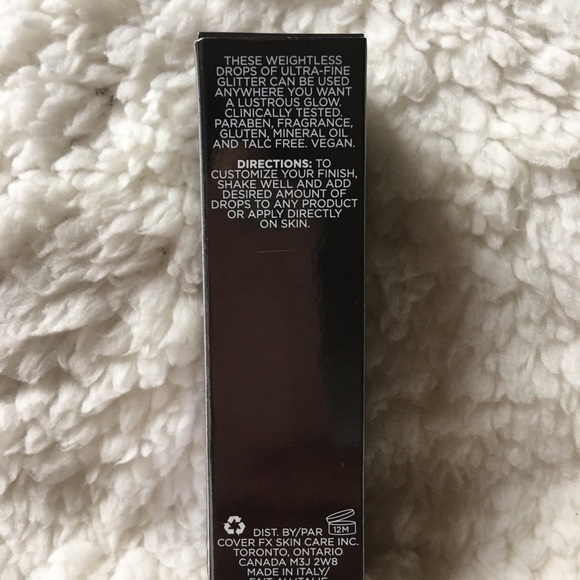 THESE WEIGHTLESS
DROPS OF ULTRA-FINE
GLITTER CAN BE USED
ANYWHERE YOU WANT
A LUSTROUS GLOW.
CLINICALLY TESTED.
PARABEN, FRAGRANCE,
GLUTEN, MINERAL OIL
AND TALC FREE. VEGAN.
DIRECTIONS: TO
CUSTOMIZE YOUR FINISH,
SHAKE WELL AND ADD
DESIRED AMOUNT OF
DROPS TO ANY PRODUCT
OR APPLY DIRECTLY
ON SKIN.
12M
DIST. BY/PAR
COVER FX SKIN CARE INC.
TORONTO, ONTARIO
CANADA M3J 2W8
MADE IN ITALY/
FAIT AU ITALIE